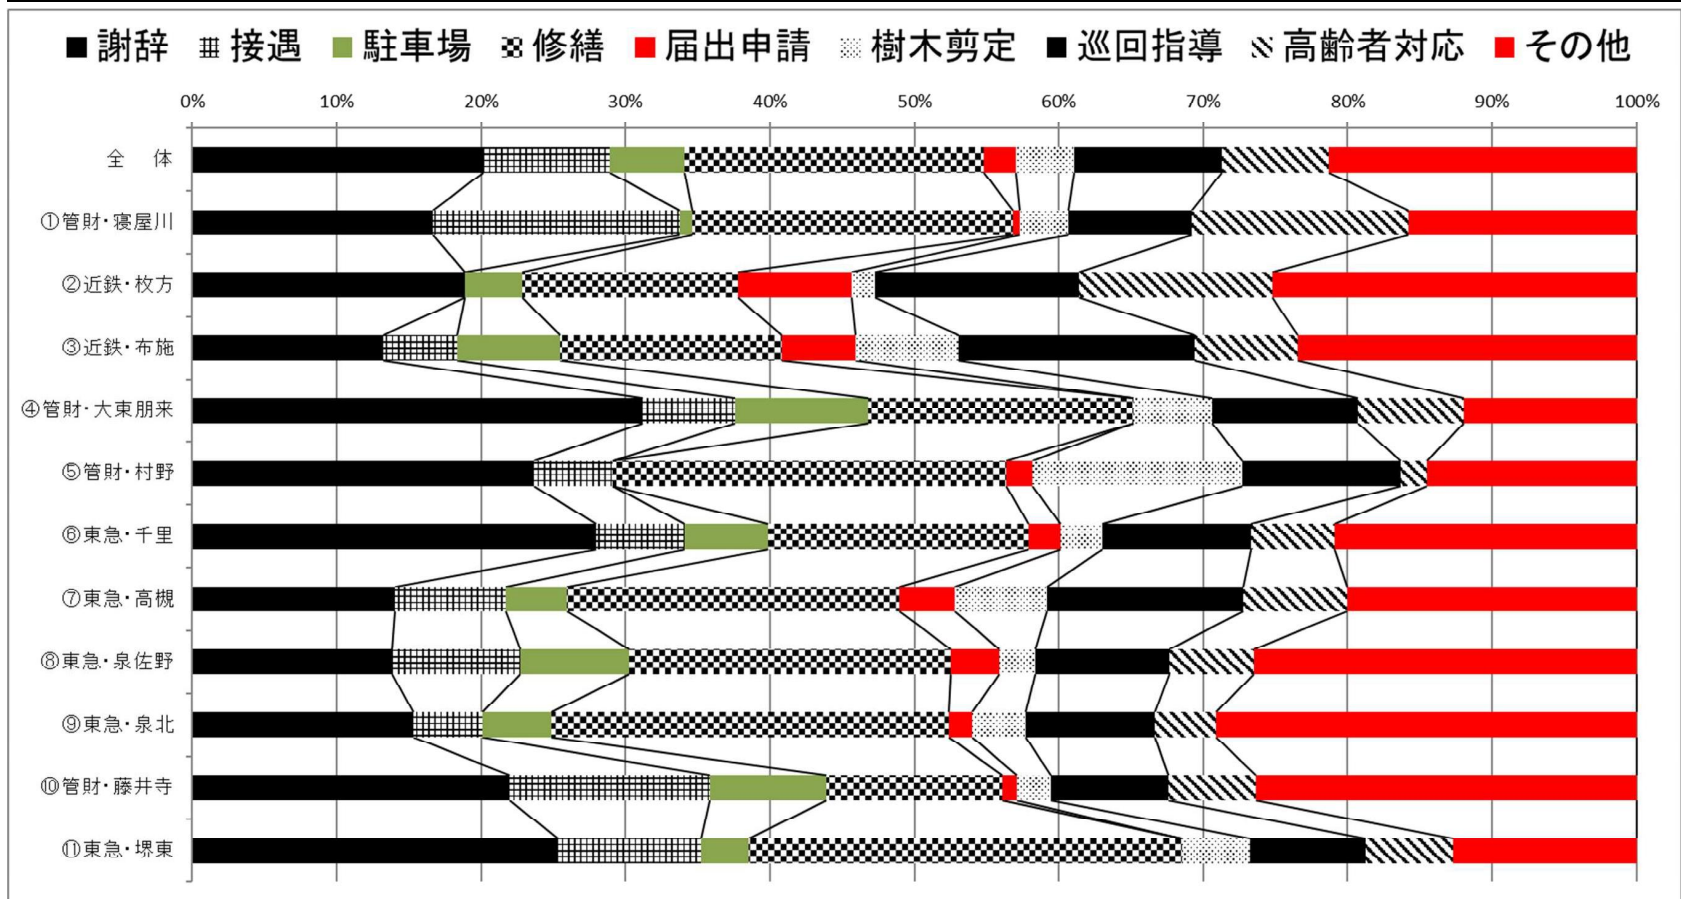 謝辞 接遇 駐車場 修繕 届出申請 樹木剪定 巡回指導 高齢者対応 その他
0% 10% 20% 30% 40% 50% 60% 70% 80% 90% 100%
全 体
①管財・寝屋川
②近鉄・枚方
③近鉄・布施
④管財・大東朋来
⑤管財・村野
⑥東急・千里
⑦東急・高槻
⑧東急・泉佐野
⑨東急・泉北
⑩管財・藤井寺
⑪東急・堺東